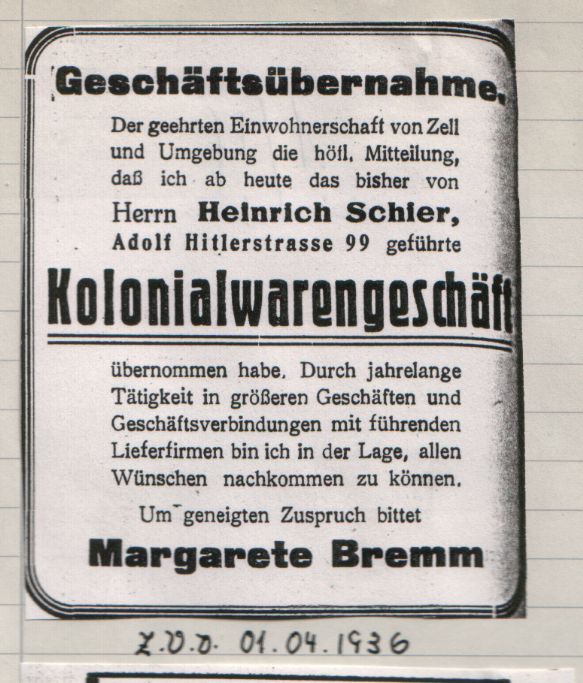 Geschäftsübernahme.
Der geehrten Einwohnerschaft von Zell
und Umgebung die höfl. Mitteilung,
daß ich ab heute das bisher von
Herrn Heinrich Schier,
Adolf Hitlerstrasse 99 geführte
Kolonialwarengeschäft
übernommen habe. Durch jahrelange
Tätigkeit in größeren Geschäften und
Geschäftsverbindungen mit führenden
Lieferfirmen bin ich in der Lage, allen
Wünschen nachkommen zu können.
Um geneigten Zuspruch bittet
Margarete Bremm
Z.V.D. 01.04.1936